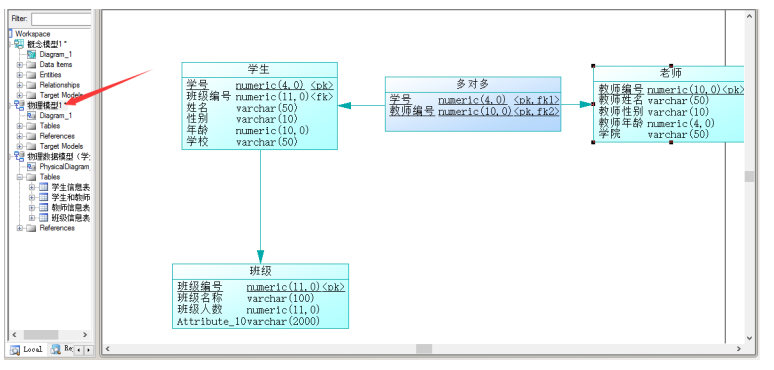 Filter:
Workspace
概念模型1 *
Diagram_1
Data Items
Entities
Relationships
Target Models
物理模型1 *
Diagram_1
Tables
References
Target Models
物理数据模型（学
PhysicalDiagram_
Tables
学生信息表
学生和教师
教师信息表
班级信息表
References
Local
学生
学号 numeric(4,0) <pk>
班级编号 numeric(11,0)<fk>
姓名 varchar(50)
性别 varchar(10)
年龄 numeric(10,0)
学校 varchar(50)
多对多
学号 numeric(4,0) <pk,fk1>
教师编号 numeric(10,0)<pk,fk2>
老师
教师编号 numeric(10,0)<pk>
教师姓名 varchar(50)
教师性别 varchar(10)
教师年龄 numeric(4,0)
学院 varchar(50)
班级
班级编号 numeric(11,0)<pk>
班级名称 varchar(100)
班级人数 numeric(11,0)
Attribute_10varchar(2000)